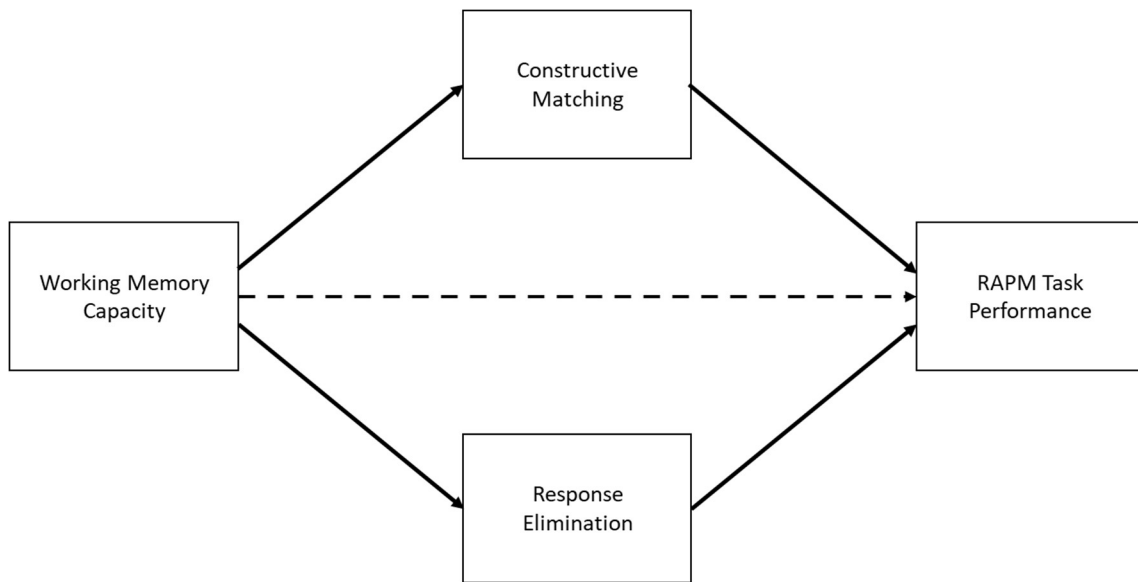 Constructive
Matching
Working Memory
Capacity
RAPM Task
Performance
Response
Elimination